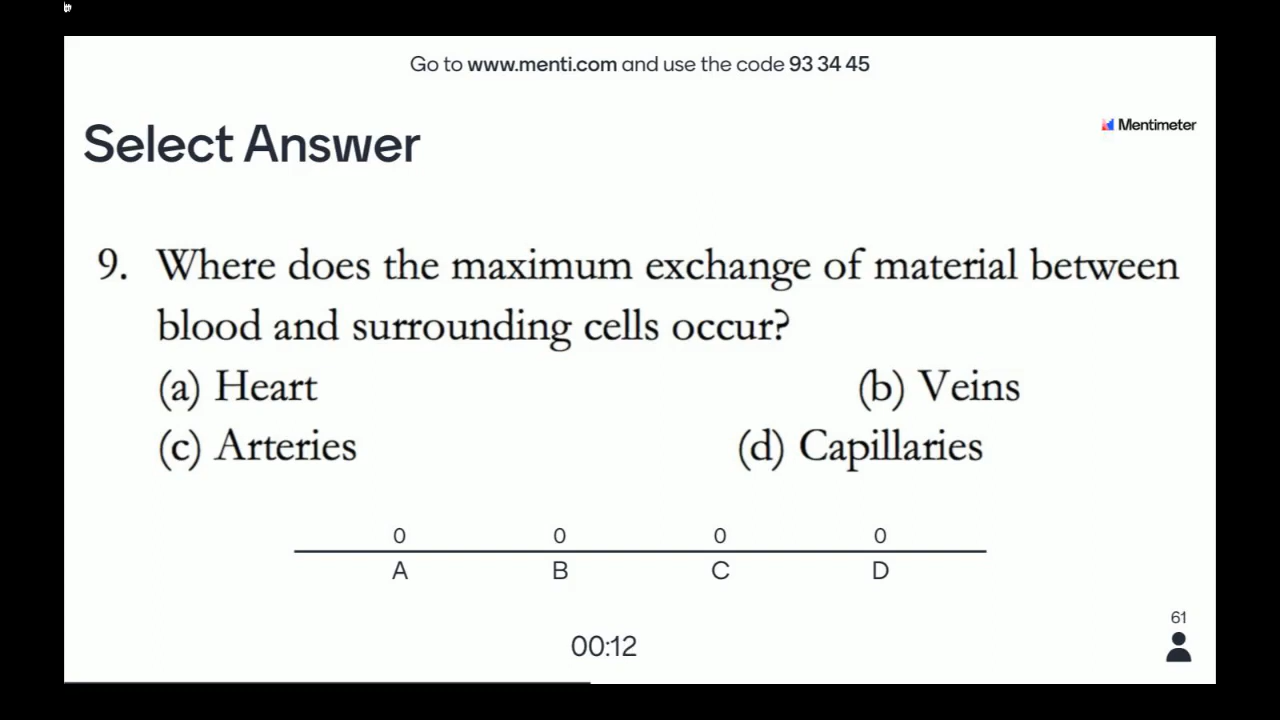 Go to www.menti.com and use the code 93 34 45
Mentimeter
Select Answer
9. Where does the maximum exchange of material between
blood and surrounding cells occur?
(a) Heart (b) Veins
(c) Arteries (d) Capillaries
0 0 0 0
A B C D
61
00:12